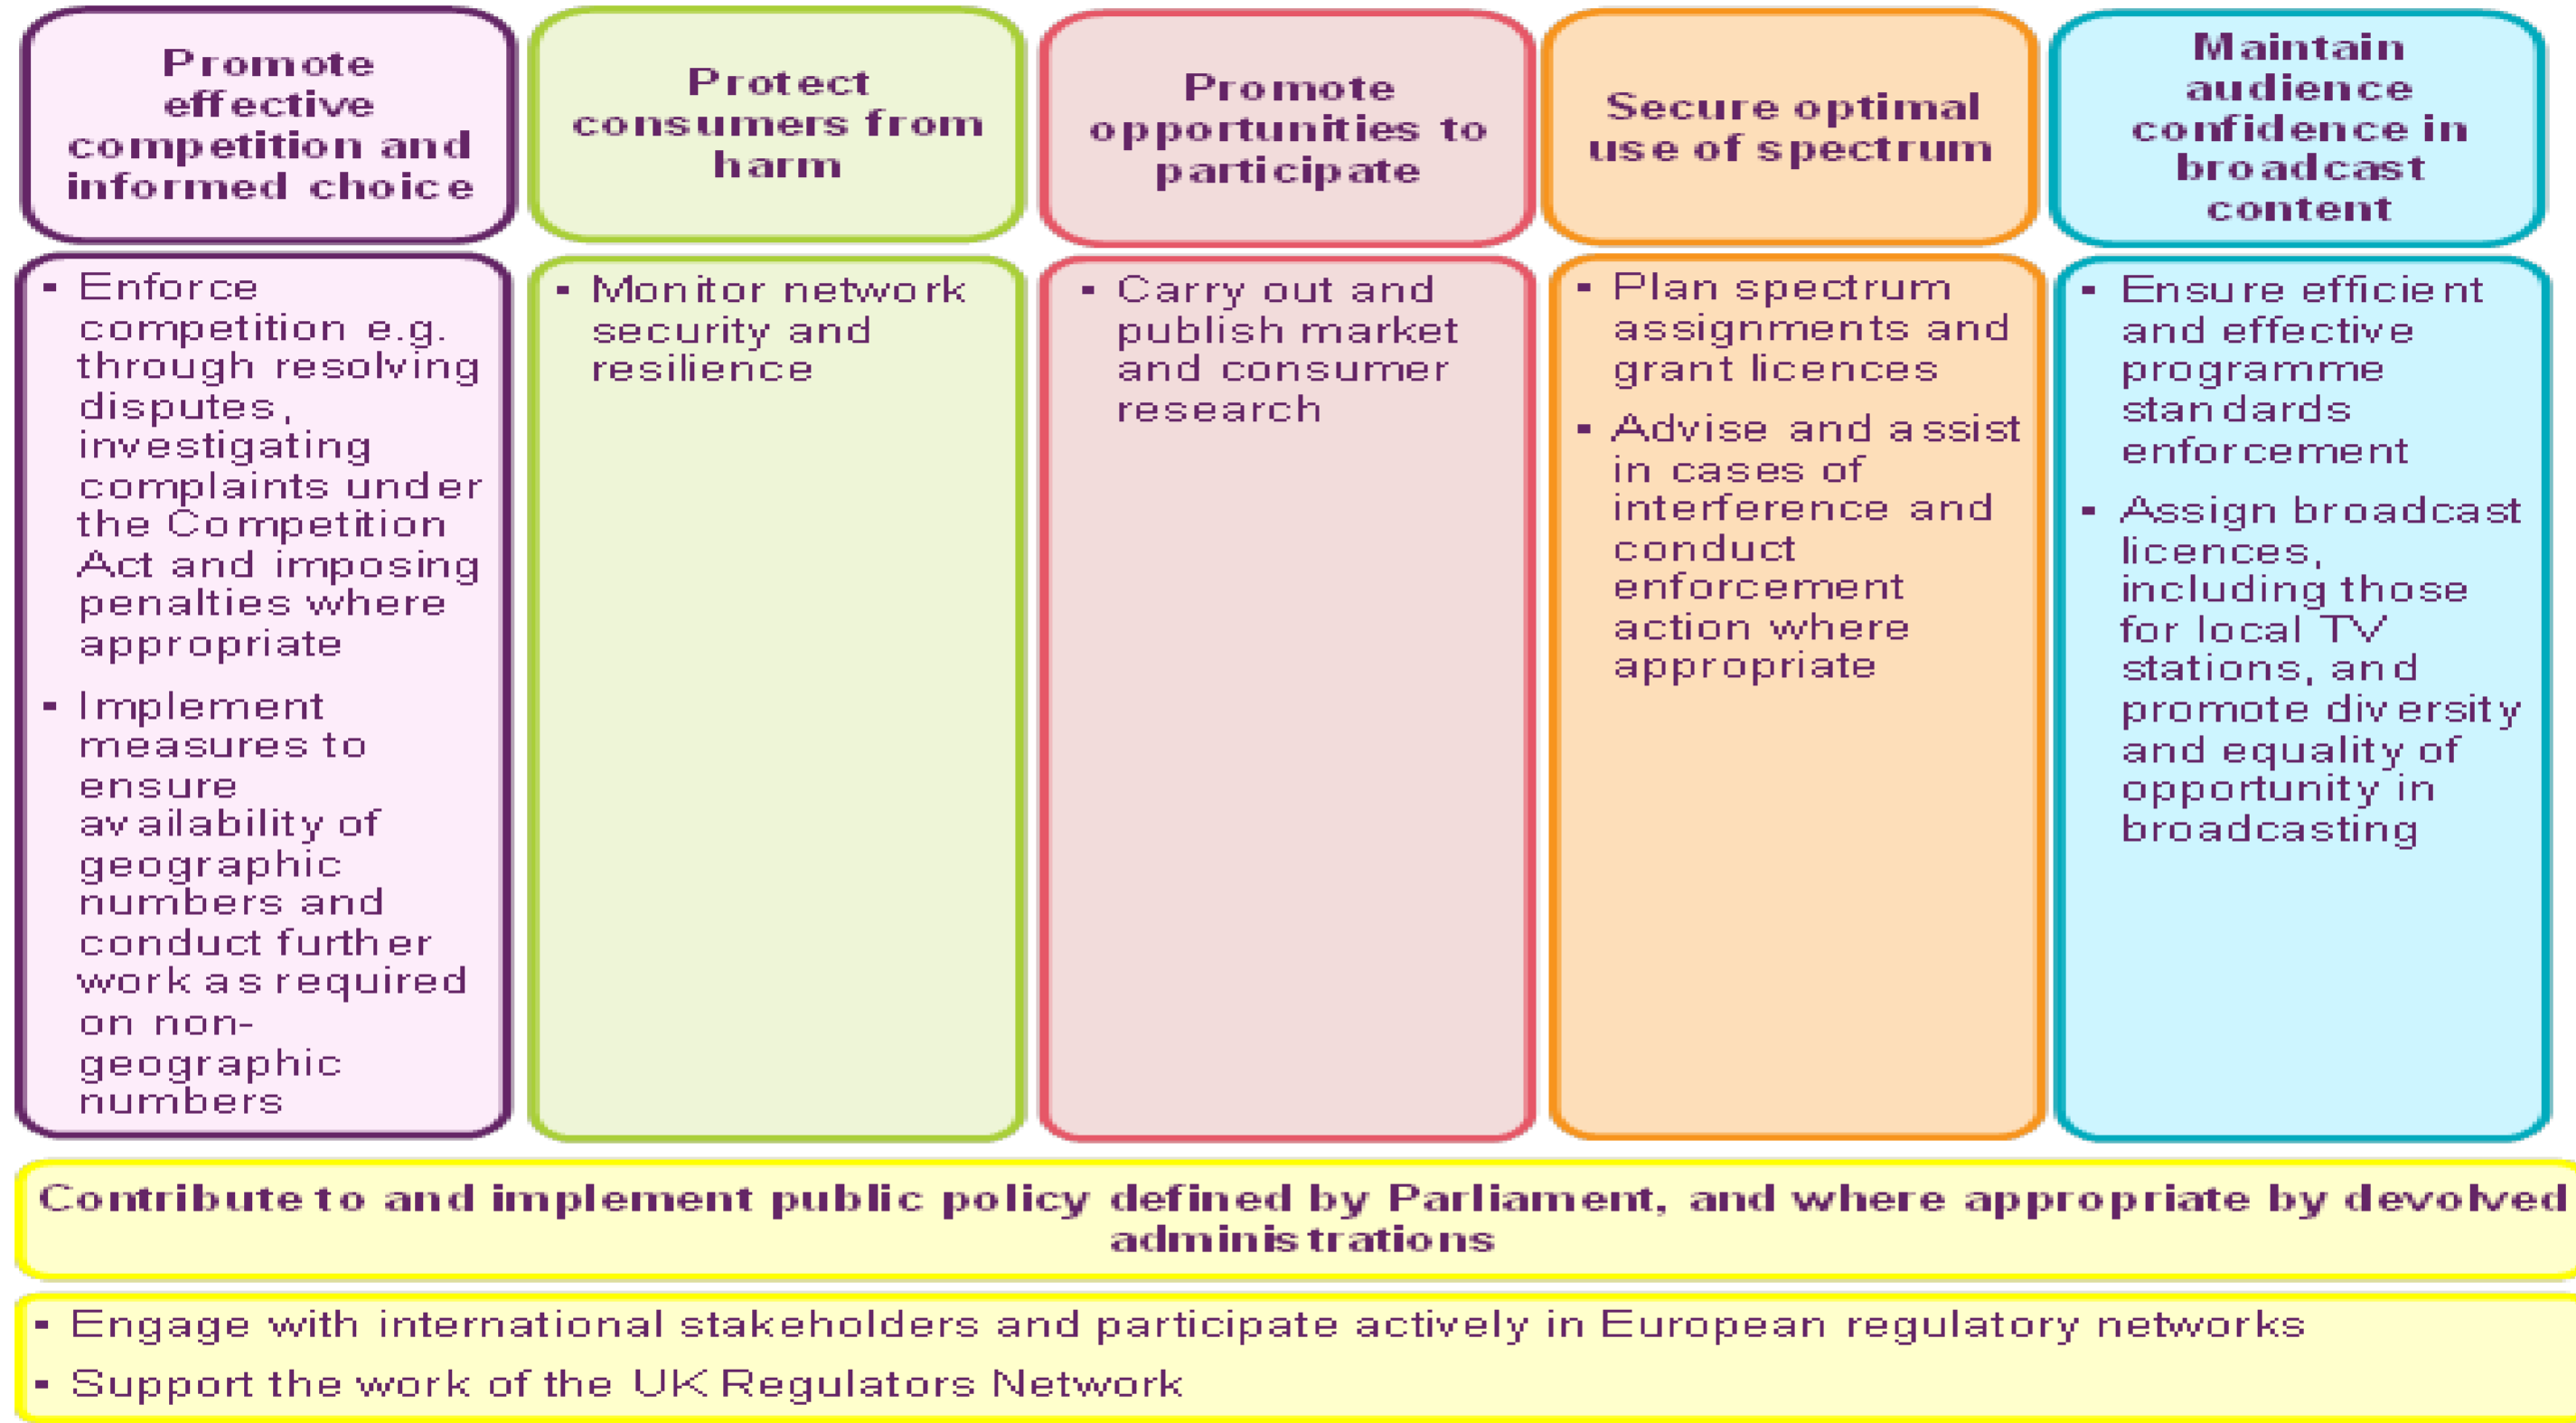 Promote
effective
competition and
informed choice
Protect
consumers from
harm
Promote
opportunities to
participate
Secure optimal
use of spectrum
Maintain
audience
confidence in
broadcast
content
▪ Enforce
competition e.g.
through resolving
disputes,
investigating
complaints under
the Competition
Act and imposing
penalties where
appropriate
▪ Implement
measures to
ensure
availability of
geographic
numbers and
conduct further
work as required
on non-
geographic
numbers
▪ Monitor network
security and
resilience
▪ Carry out and
publish market
and consumer
research
▪ Plan spectrum
assignments and
grant licences
▪ Advise and assist
in cases of
interference and
conduct
enforcement
action where
appropriate
▪ Ensure efficient
and effective
programme
standards
enforcement
▪ Assign broadcast
licences,
including those
for local TV
stations, and
promote diversity
and equality of
opportunity in
broadcasting
Contribute to and implement public policy defined by Parliament, and where appropriate by devolved
administrations
▪ Engage with international stakeholders and participate actively in European regulatory networks
▪ Support the work of the UK Regulators Network